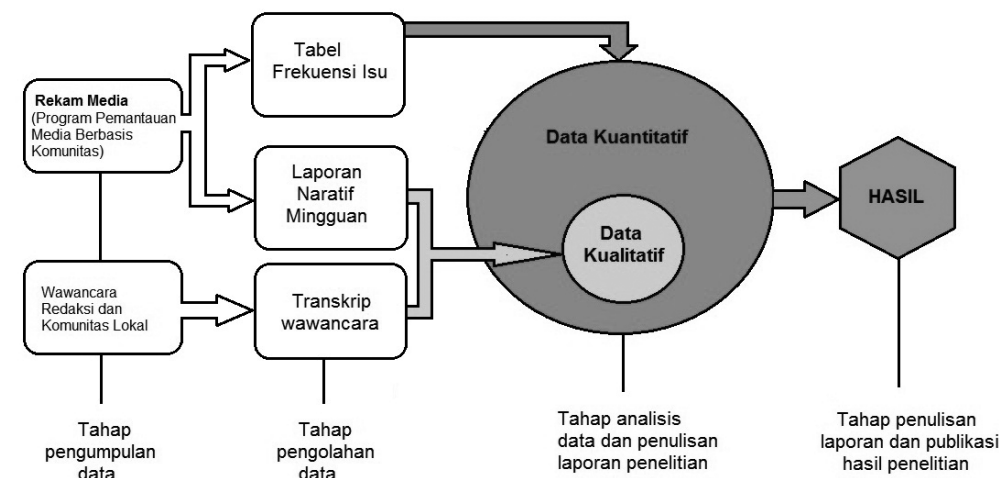 Tabel
Frekuensi Isu
Rekam Media
(Program Pemantauan
Media Berbasis
Komunitas)
Laporan
Naratif
Mingguan
Wawancara
Redaksi dan
Komunitas Lokal
Transkrip
wawancara
Data Kuantitatif
Data
Kualitatif
HASIL
Tahap
pengumpulan
data
Tahap
pengolahan
data
Tahap analisis
data dan penulisan
laporan penelitian
Tahap penulisan
laporan dan publikasi
hasil penelitian